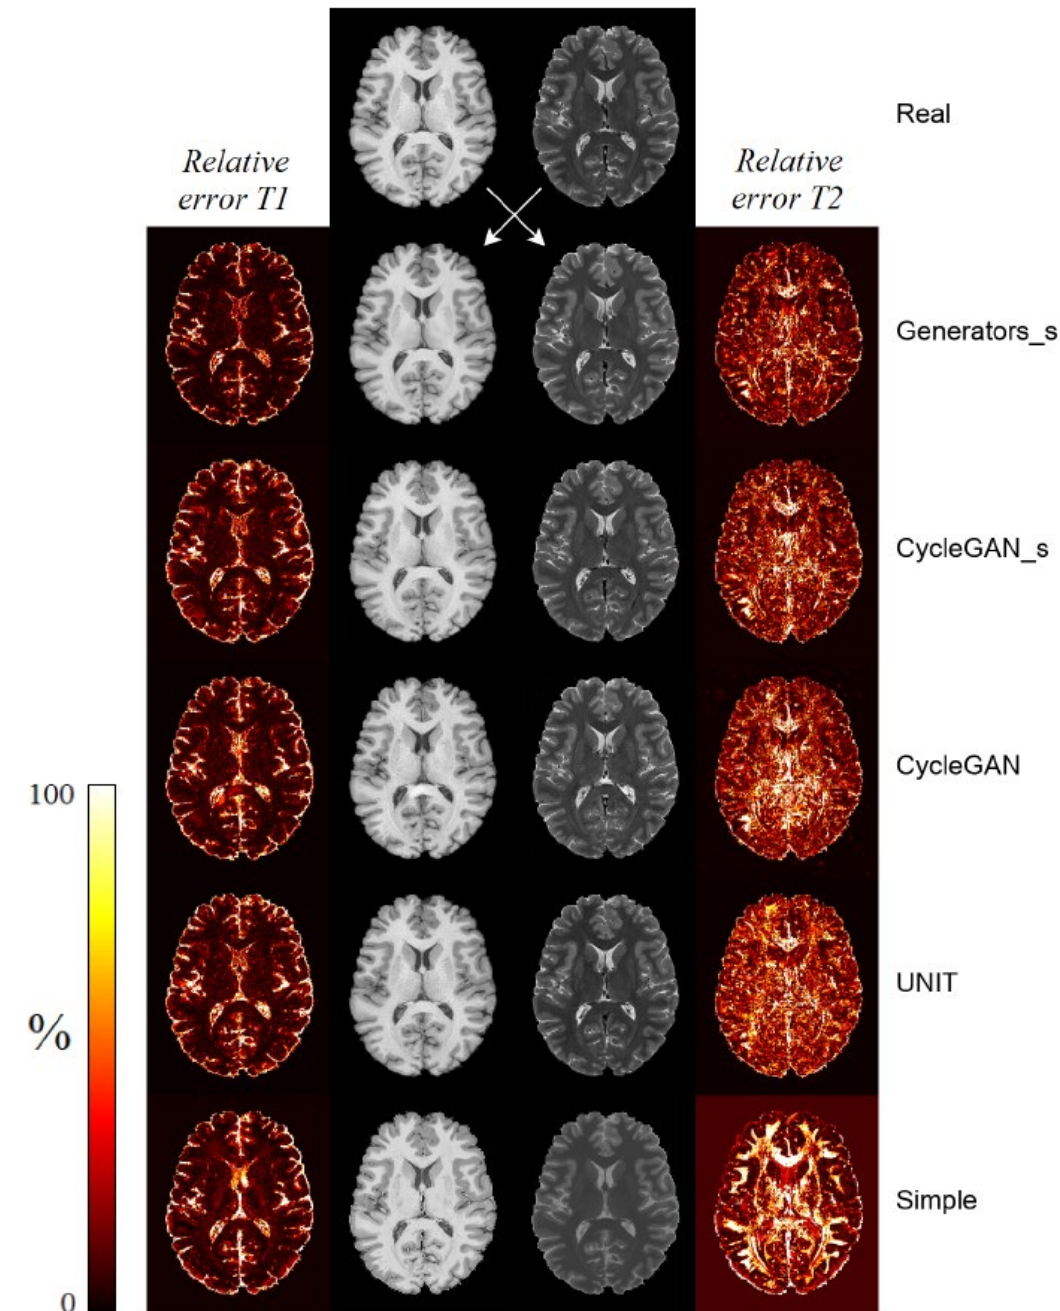 Real
Relative
error T1
Relative
error T2
Generators_s
CycleGAN_s
CycleGAN
100
UNIT
%
Simple
0